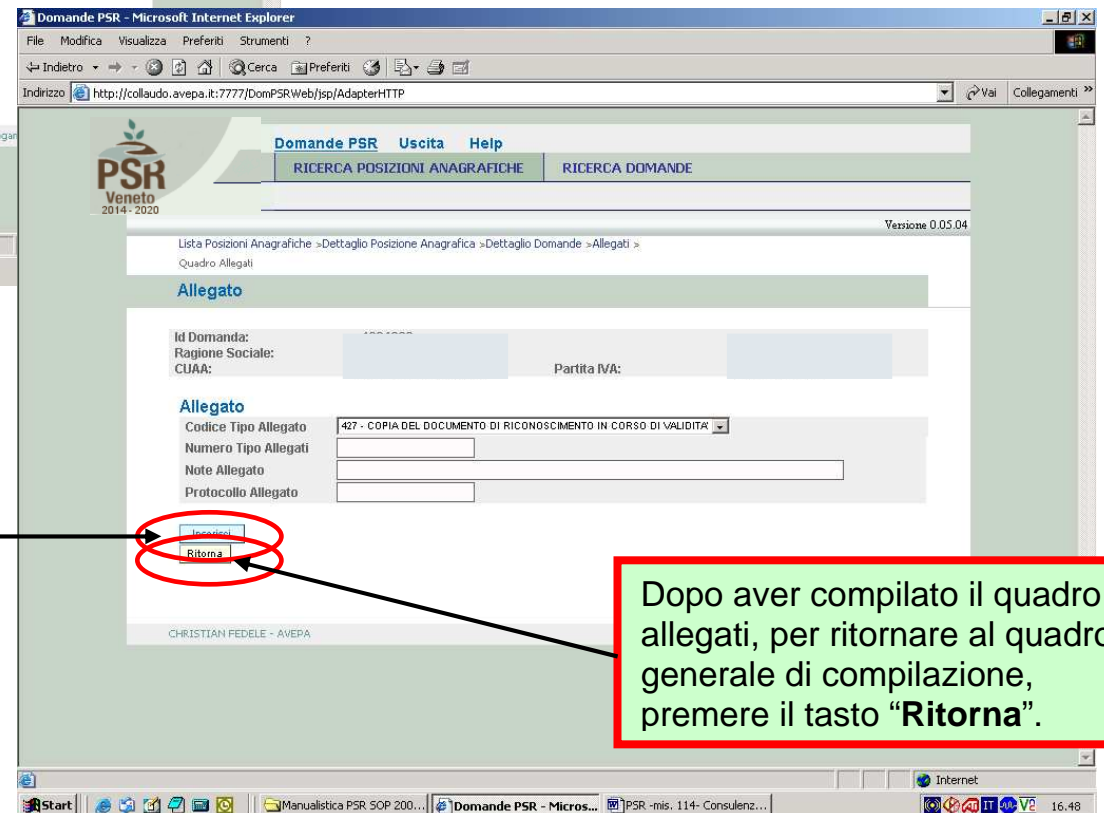 Domande PSR - Microsoft Internet Explorer
File Modifica Visualizza Preferiti Strumenti ?
Indietro Cerca Preferiti
Indirizzo http://collaudo.avepa.it:7777/DomPSRWeb/jsp/AdapterHTTP Vai Collegamenti »
PSR
Veneto
2014 - 2020
Domande PSR Uscita Help
RICERCA POSIZIONI ANAGRAFICHE RICERCA DOMANDE
Versione 0.05.04
Lista Posizioni Anagrafiche >Dettaglio Posizione Anagrafica >Dettaglio Domande >Allegati >
Quadro Allegati
Allegato
Id Domanda:
Ragione Sociale:
CUAA: Partita IVA:
Allegato
Codice Tipo Allegato 427 - COPIA DEL DOCUMENTO DI RICONOSCIMENTO IN CORSO DI VALIDITA'
Numero Tipo Allegati
Note Allegato
Protocollo Allegato
Inserisci
Ritorna
Dopo aver compilato il quadro
allegati, per ritornare al quadro
generale di compilazione,
premere il tasto “Ritorna”.
CHRISTIAN FEDELE - AVEPA
Internet
Start Manualistica PSR SOP 200... Domande PSR - Micros... PSR -mis. 114- Consulenz... IT V2 16.48